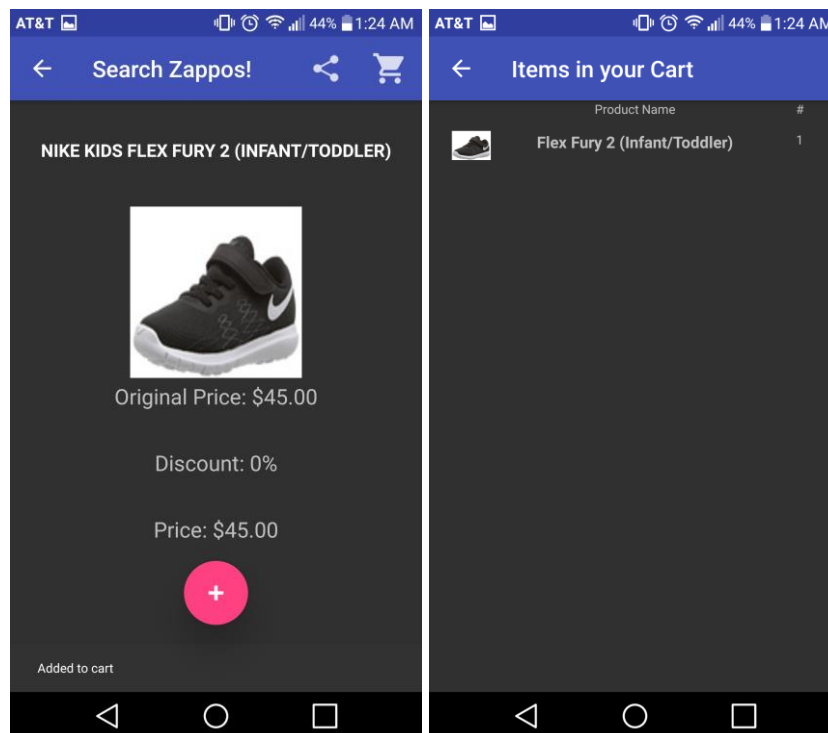 AT&T 44% 1:24 AM
Search Zappos!
NIKE KIDS FLEX FURY 2 (INFANT/TODDLER)
Original Price: $45.00
Discount: 0%
Price: $45.00
+
Added to cart
AT&T 44% 1:24 AM
Items in your Cart
Product Name #
Flex Fury 2 (Infant/Toddler) 1